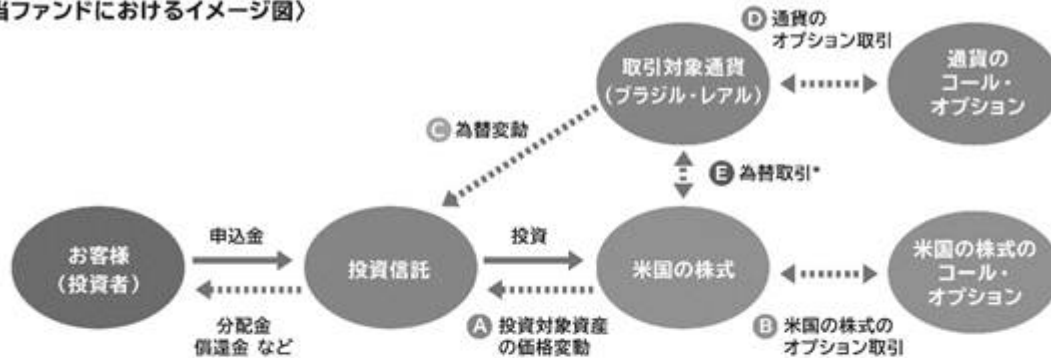 当ファンドにおけるイメージ図〉
D 通貨の
オプション取引
取引対象通貨
(ブラジル・レアル)
通貨の
コール・
オプション
C 為替変動
E 為替取引*
お客様
(投資者)
申込金
分配金
償還金 など
投資信託
投資
A 投資対象資産
の価格変動
米国の株式
B 米国の株式の
オプション取引
米国の株式の
コール・
オプション